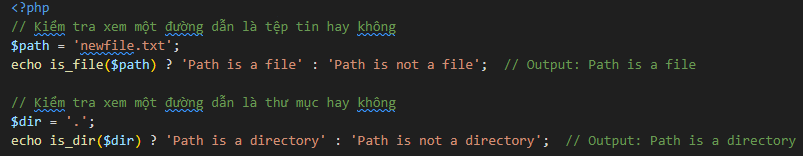 <?php
// Kiểm tra xem một đường dẫn là tệp tin hay không
$path = 'newfile.txt';
echo is_file($path) ? 'Path is a file' : 'Path is not a file';  // Output: Path is a file
// Kiểm tra xem một đường dẫn là thư mục hay không
$dir = '.';
echo is_dir($dir) ? 'Path is a directory' : 'Path is not a directory';  // Output: Path is a directory